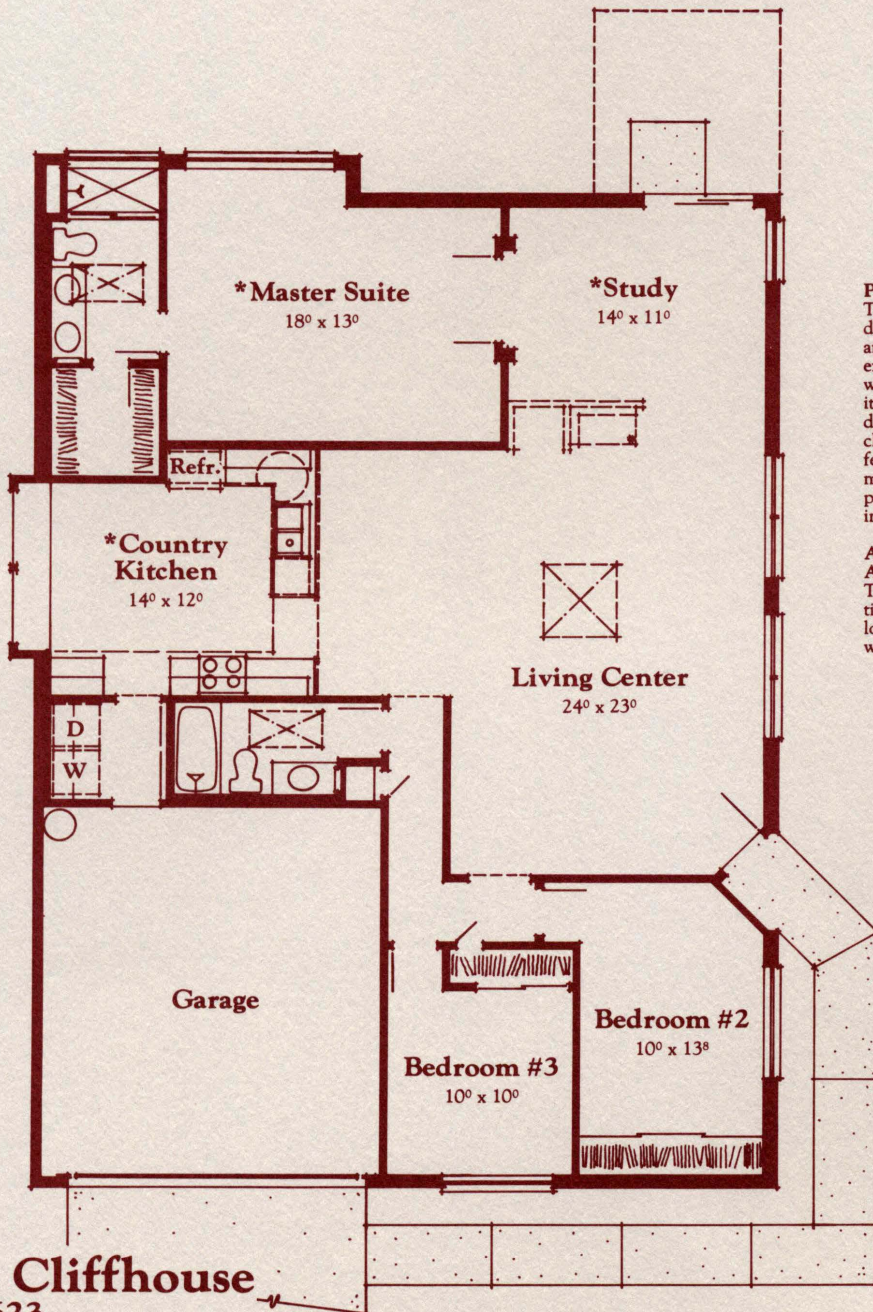 *Master Suite
18⁰ x 13⁰
*Study
14⁰ x 11⁰
Refr.
*Country
Kitchen
14⁰ x 12⁰
Living Center
24⁰ x 23⁰
D
W
Garage
Bedroom #2
10⁰ x 13⁸
Bedroom #3
10⁰ x 10⁰
Cliffhouse